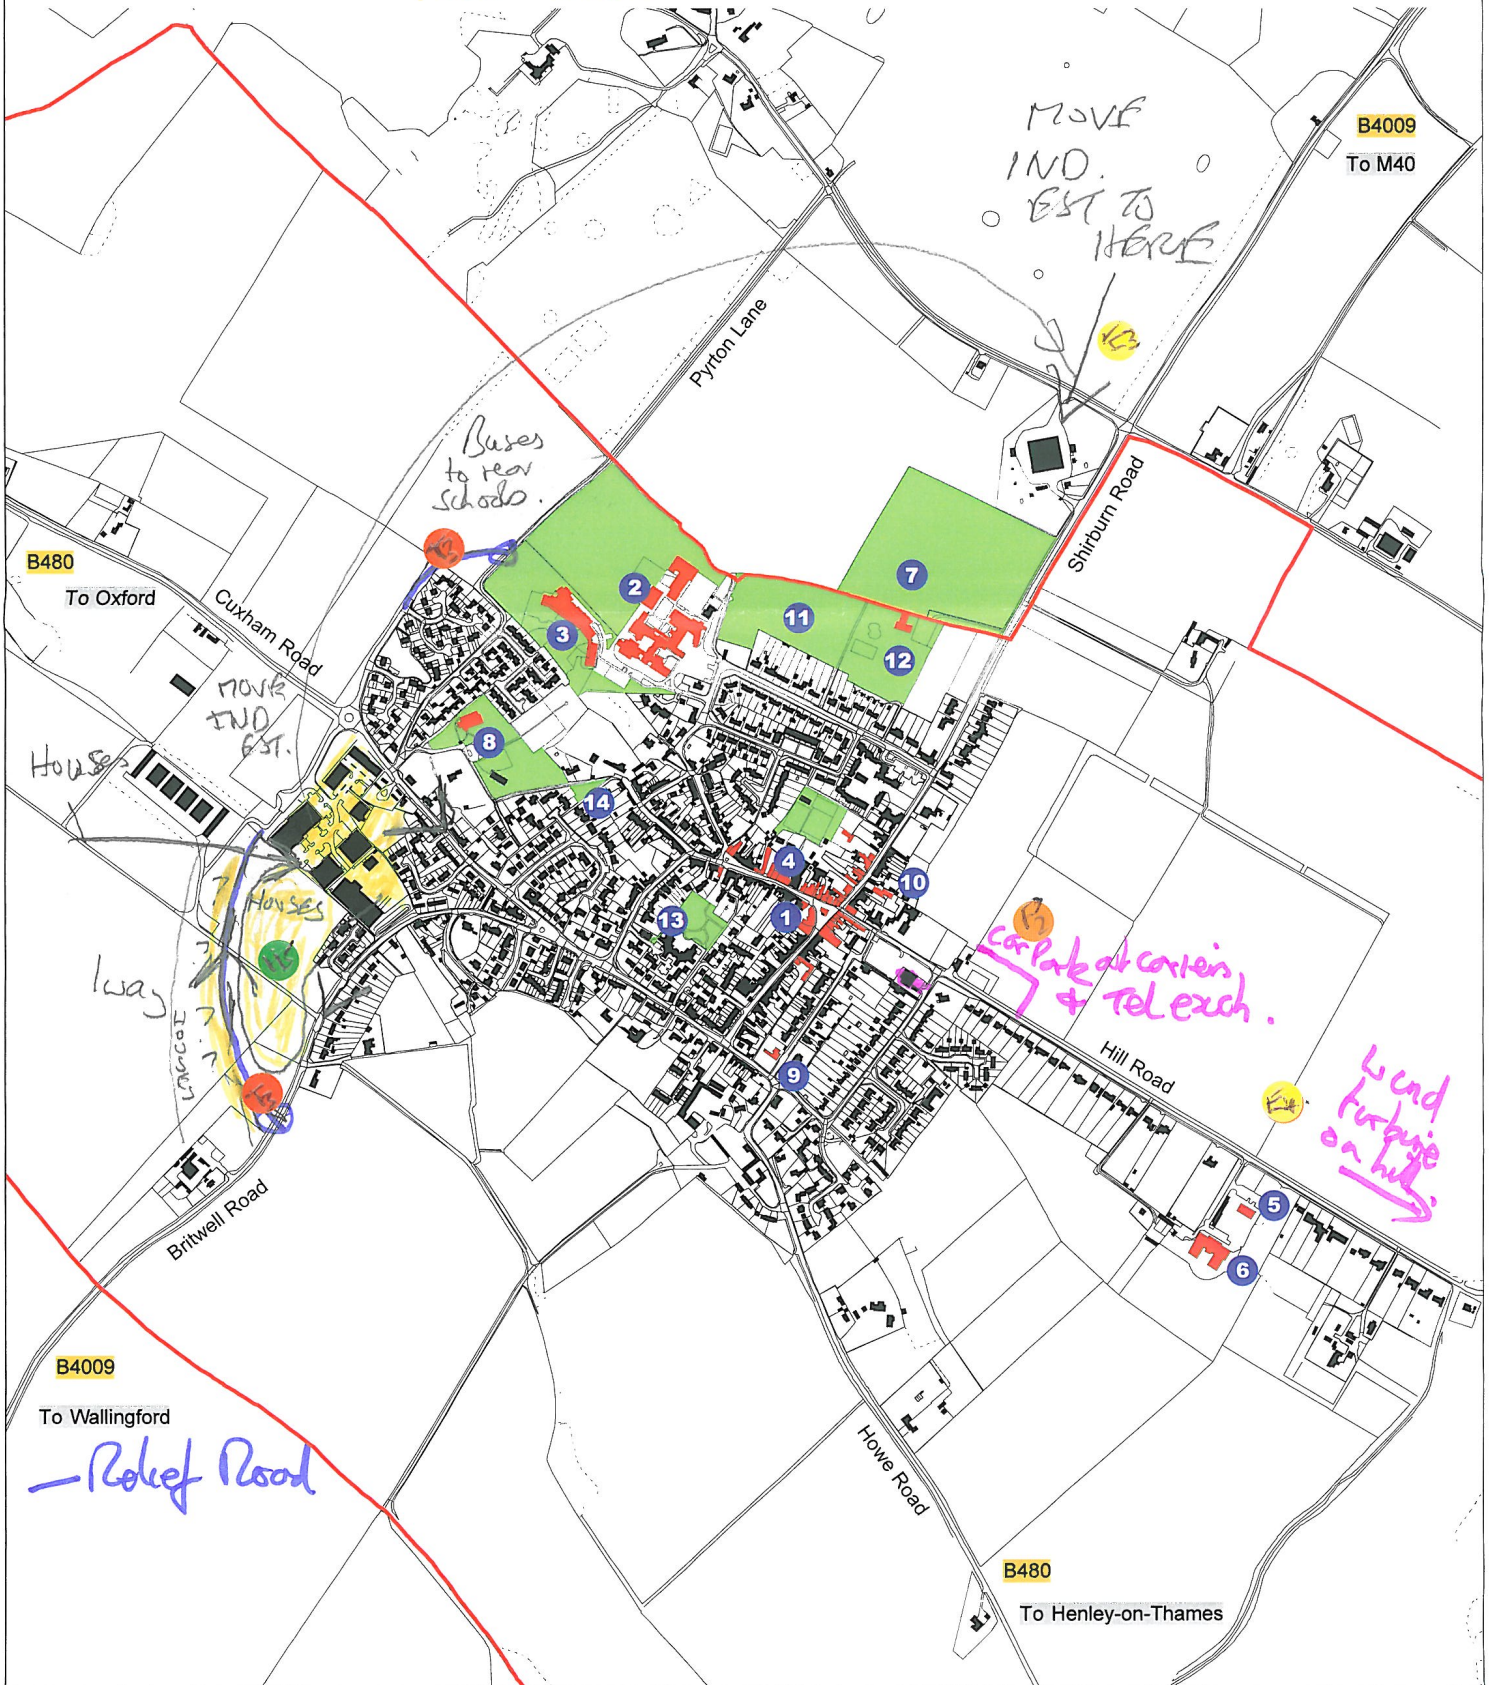 MOVE
IND.
EST TO
HERE
B4009
To M40
Pyrton Lane
Buses
to rear
schools.
Shirburn Road
B480
To Oxford
Cuxham Road
MOVE
IND
EST.
Houses
2
3
7
11
12
8
14
4
10
13
1
HOUSES
1 way
car Park at carriers
& Tel exch.
Hill Road
9
Wind
turbine
on hill.
5
6
Britwell Road
B4009
To Wallingford
Relief Road
Howe Road
B480
To Henley-on-Thames